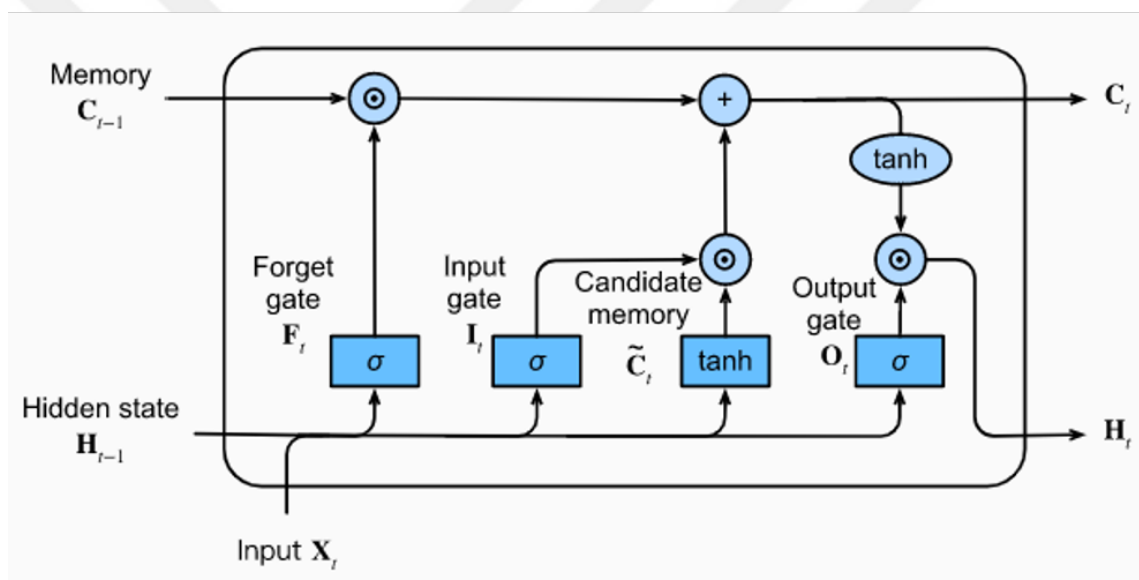 Memory
C_{t-1}
⊙
+
C_t
tanh
Forget
gate
F_t
Input
gate
I_t
⊙
Candidate
memory
C̃_t
Output
gate
O_t
⊙
σ
σ
tanh
σ
Hidden state
H_{t-1}
H_t
Input X_t